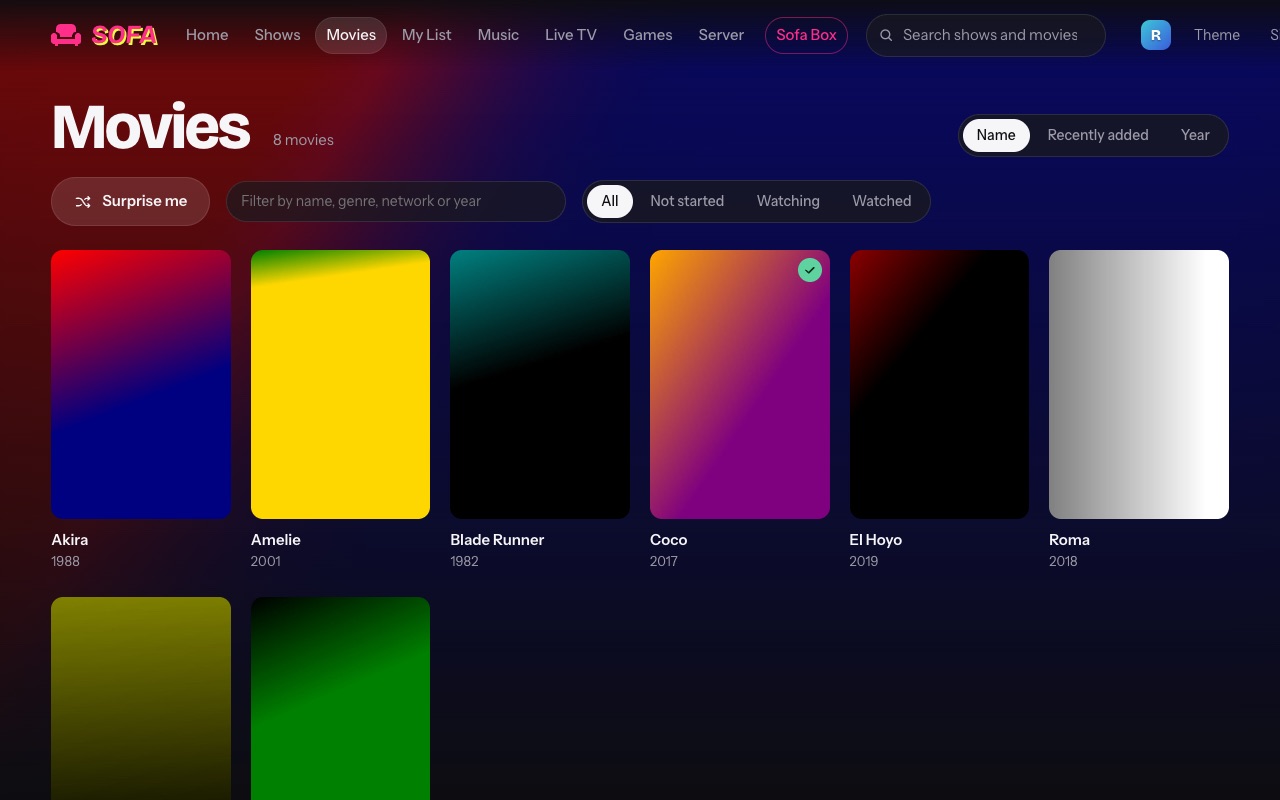 SOFA Home Shows Movies My List Music Live TV Games Server Sofa Box Search shows and movies R Theme
Movies 8 movies Name Recently added Year
Surprise me Filter by name, genre, network or year All Not started Watching Watched
Akira Amelie Blade Runner Coco El Hoyo Roma
1988 2001 1982 2017 2019 2018